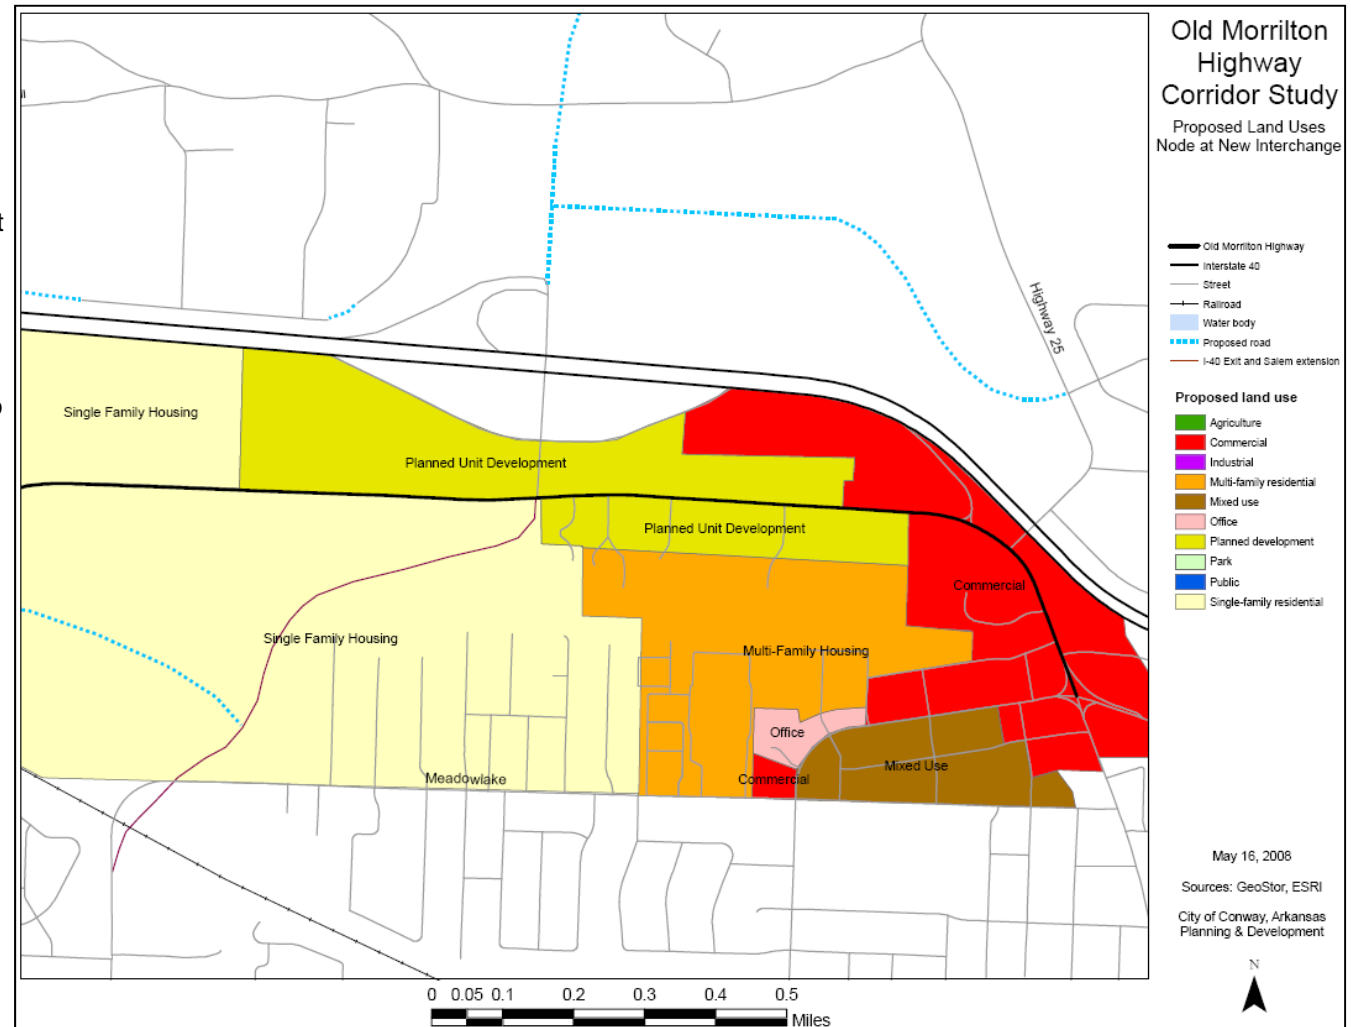 Old Morrilton
Highway
Corridor Study
Proposed Land Uses
Node at New Interchange
Old Morrilton Highway
Interstate 40
Street
Railroad
Water body
Proposed road
I-40 Exit and Salem extension
Proposed land use
Agriculture
Commercial
Industrial
Multi-family residential
Mixed use
Office
Planned development
Park
Public
Single-family residential
Highway 25
Single Family Housing
Planned Unit Development
Planned Unit Development
Commercial
Single Family Housing
Multi-Family Housing
Office
Mixed Use
Meadowlake
Commercial
May 16, 2008
Sources: GeoStor, ESRI
City of Conway, Arkansas
Planning & Development
N
0 0.05 0.1 0.2 0.3 0.4 0.5
Miles